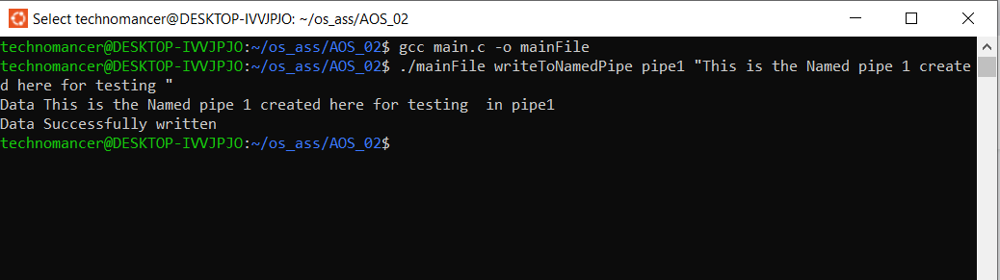 Select technomancer@DESKTOP-IVVJPJO: ~/os_ass/AOS_02
technomancer@DESKTOP-IVVJPJO:~/os_ass/AOS_02$ gcc main.c -o mainFile
technomancer@DESKTOP-IVVJPJO:~/os_ass/AOS_02$ ./mainFile writeToNamedPipe pipe1 "This is the Named pipe 1 create
d here for testing "
Data This is the Named pipe 1 created here for testing  in pipe1
Data Successfully written
technomancer@DESKTOP-IVVJPJO:~/os_ass/AOS_02$